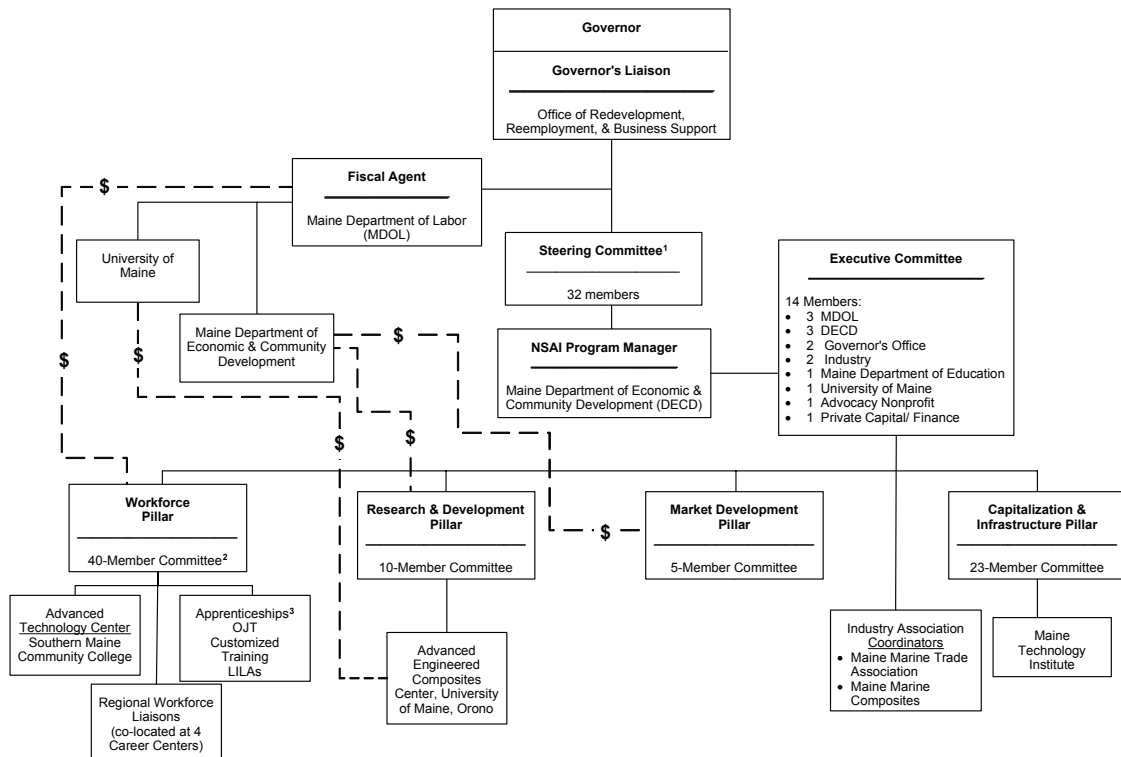 Governor
Governor's Liaison
Office of Redevelopment,
Reemployment, & Business Support
$
Fiscal Agent
Maine Department of Labor
(MDOL)
University of
Maine
Steering Committee¹
32 members
Executive Committee
14 Members:
• 3 MDOL
• 3 DECD
• 2 Governor's Office
• 2 Industry
• 1 Maine Department of Education
• 1 University of Maine
• 1 Advocacy Nonprofit
• 1 Private Capital/ Finance
Maine Department of
Economic & Community
Development
$
$
$
NSAI Program Manager
Maine Department of Economic &
Community Development (DECD)
$
$
$
Workforce
Pillar
40-Member Committee²
Research & Development
Pillar
10-Member Committee
Market Development
Pillar
5-Member Committee
Capitalization &
Infrastructure Pillar
23-Member Committee
Advanced
Technology Center
Southern Maine
Community College
Apprenticeships³
OJT
Customized
Training
LILAs
Regional Workforce
Liaisons
(co-located at 4
Career Centers)
Advanced
Engineered
Composites
Center, University
of Maine, Orono
Industry Association
Coordinators
• Maine Marine Trade
Association
• Maine Marine
Composites
Maine
Technology
Institute